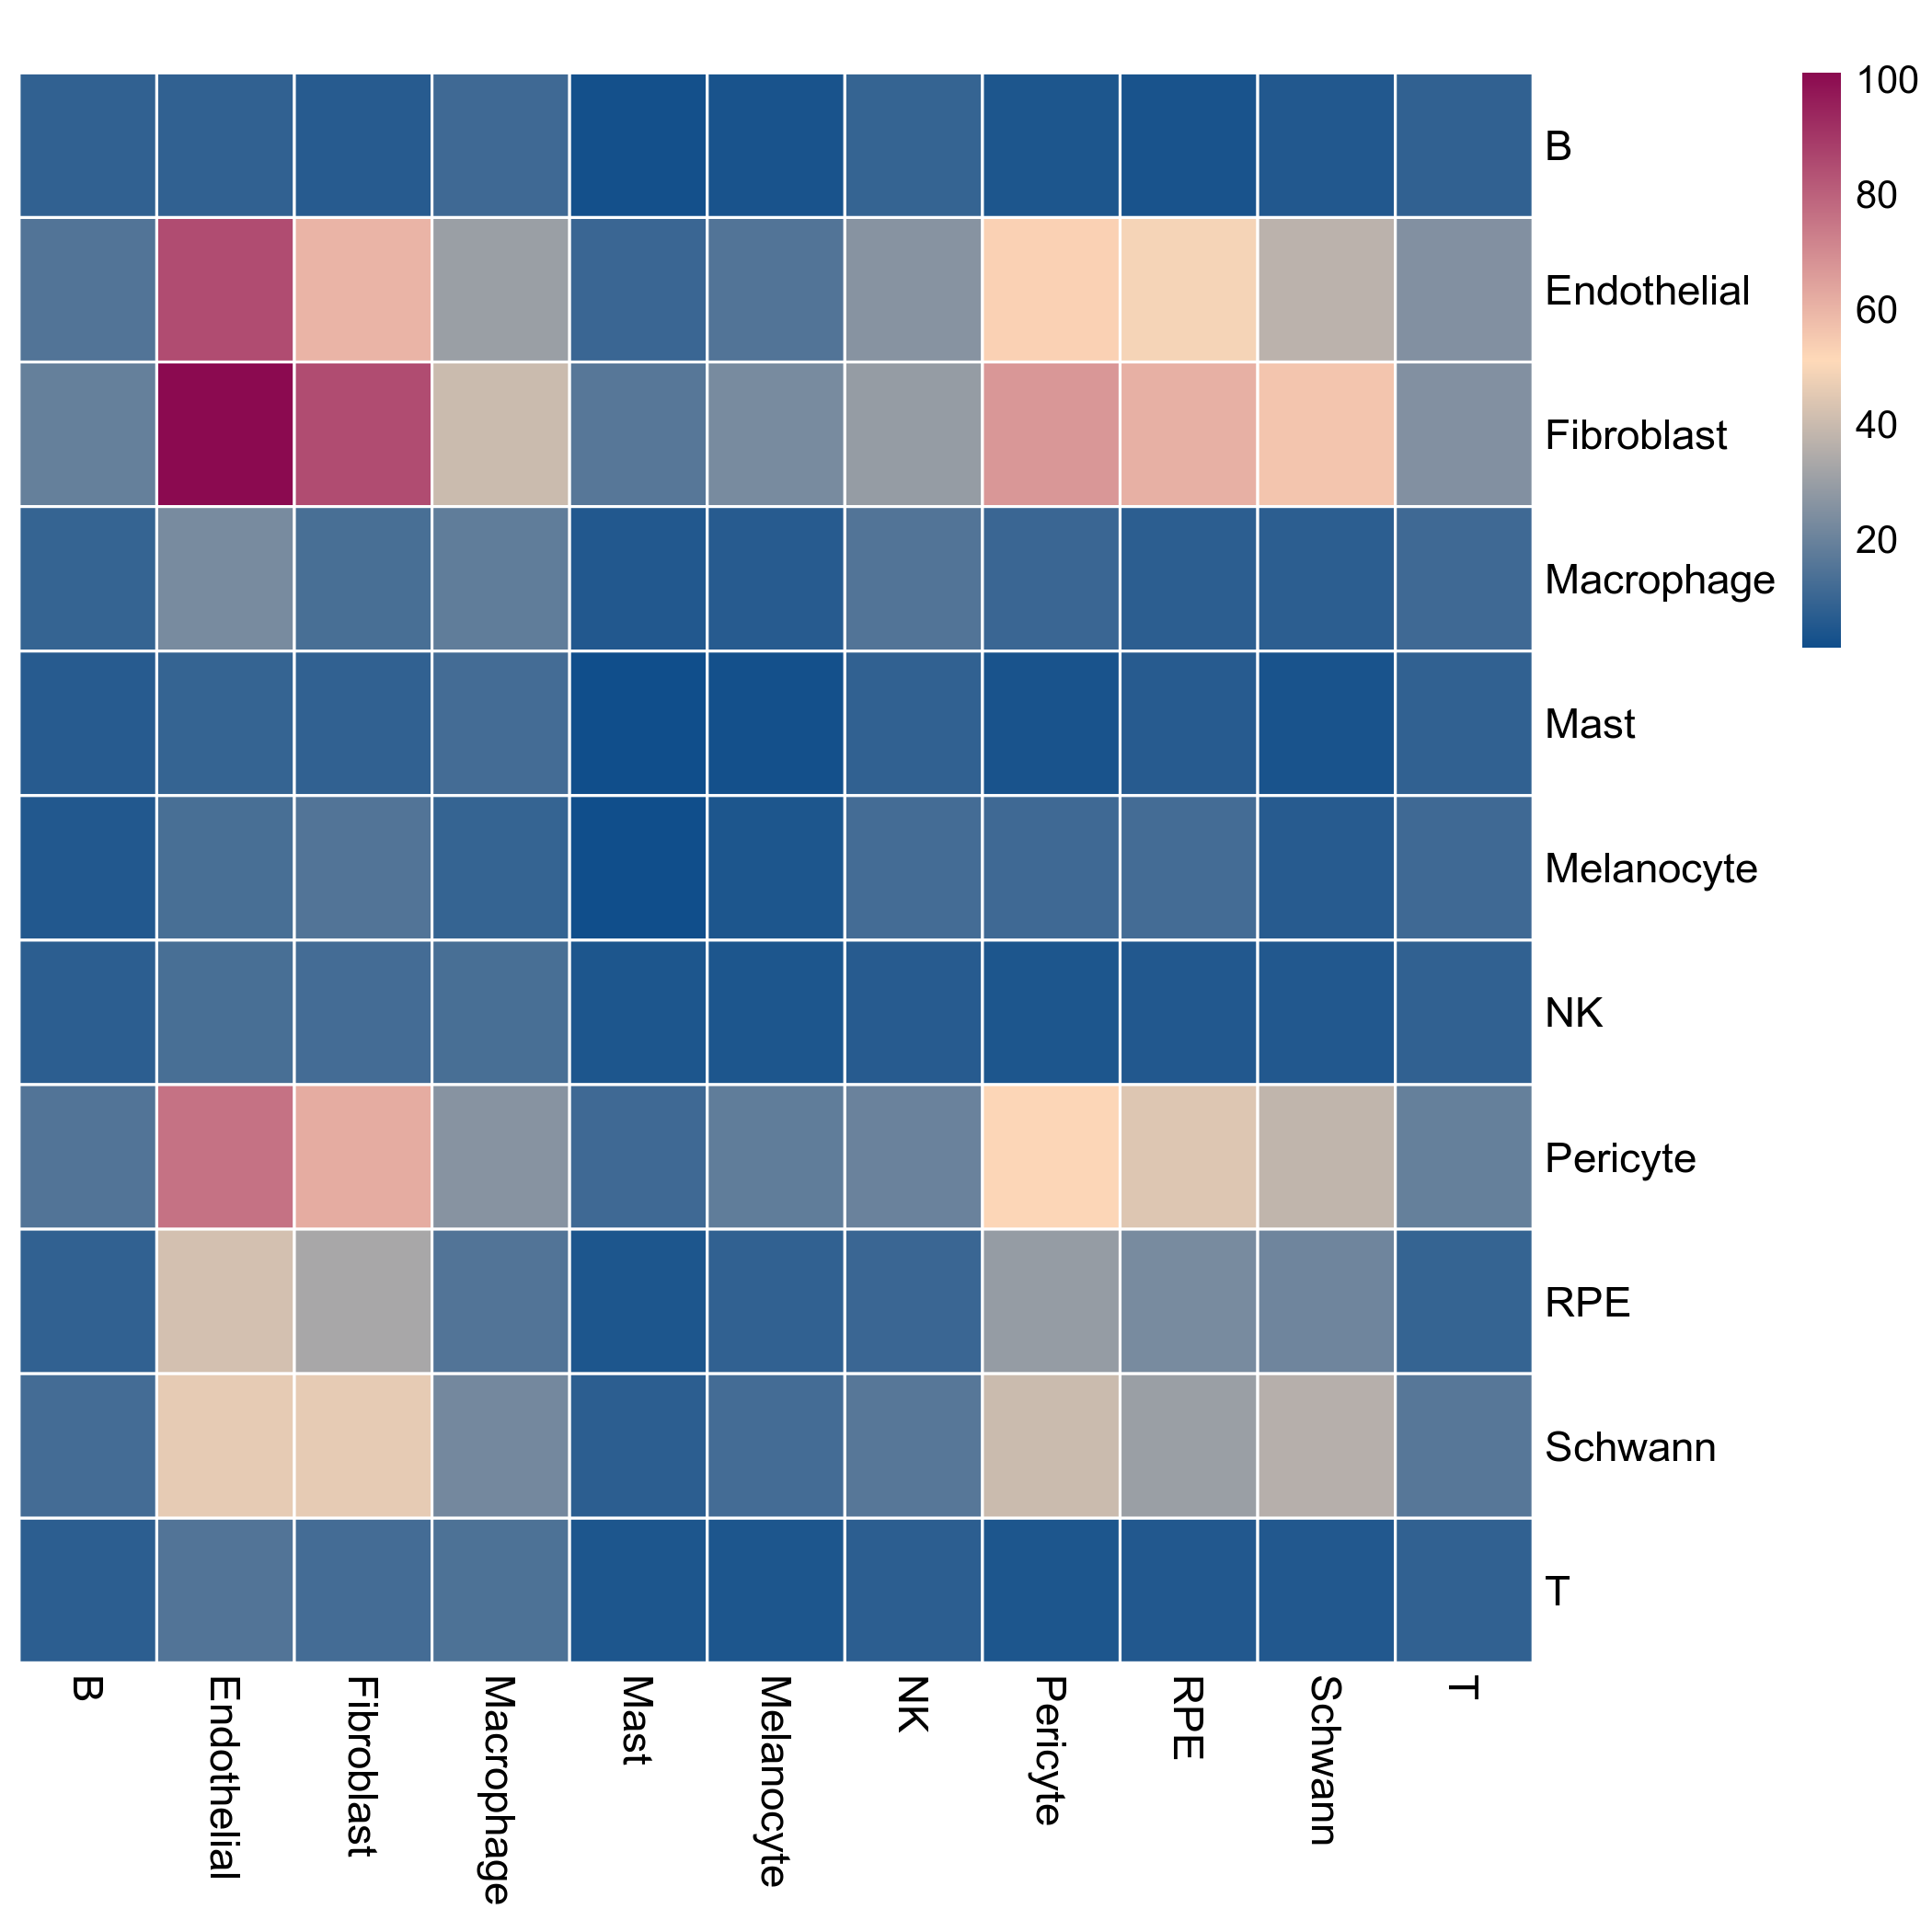 100
80
60
40
20
B
Endothelial
Fibroblast
Macrophage
Mast
Melanocyte
NK
Pericyte
RPE
Schwann
T
B
Endothelial
Fibroblast
Macrophage
Mast
Melanocyte
NK
Pericyte
RPE
Schwann
T